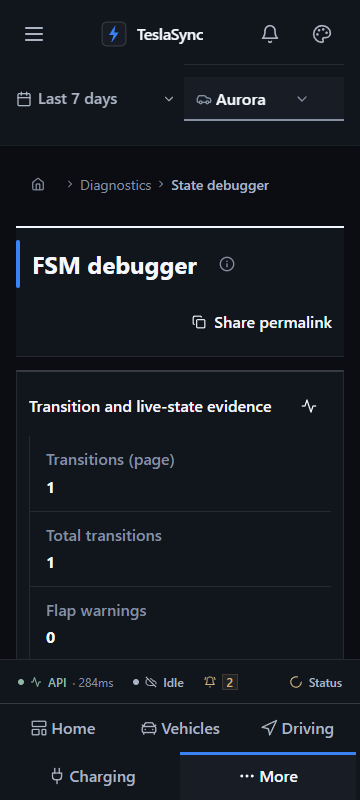 TeslaSync
Last 7 days
Aurora
Diagnostics
State debugger
FSM debugger
Share permalink
Transition and live-state evidence
Transitions (page)
1
Total transitions
1
Flap warnings
0
API · 284ms
Idle
2
Status
Home
Vehicles
Driving
Charging
More